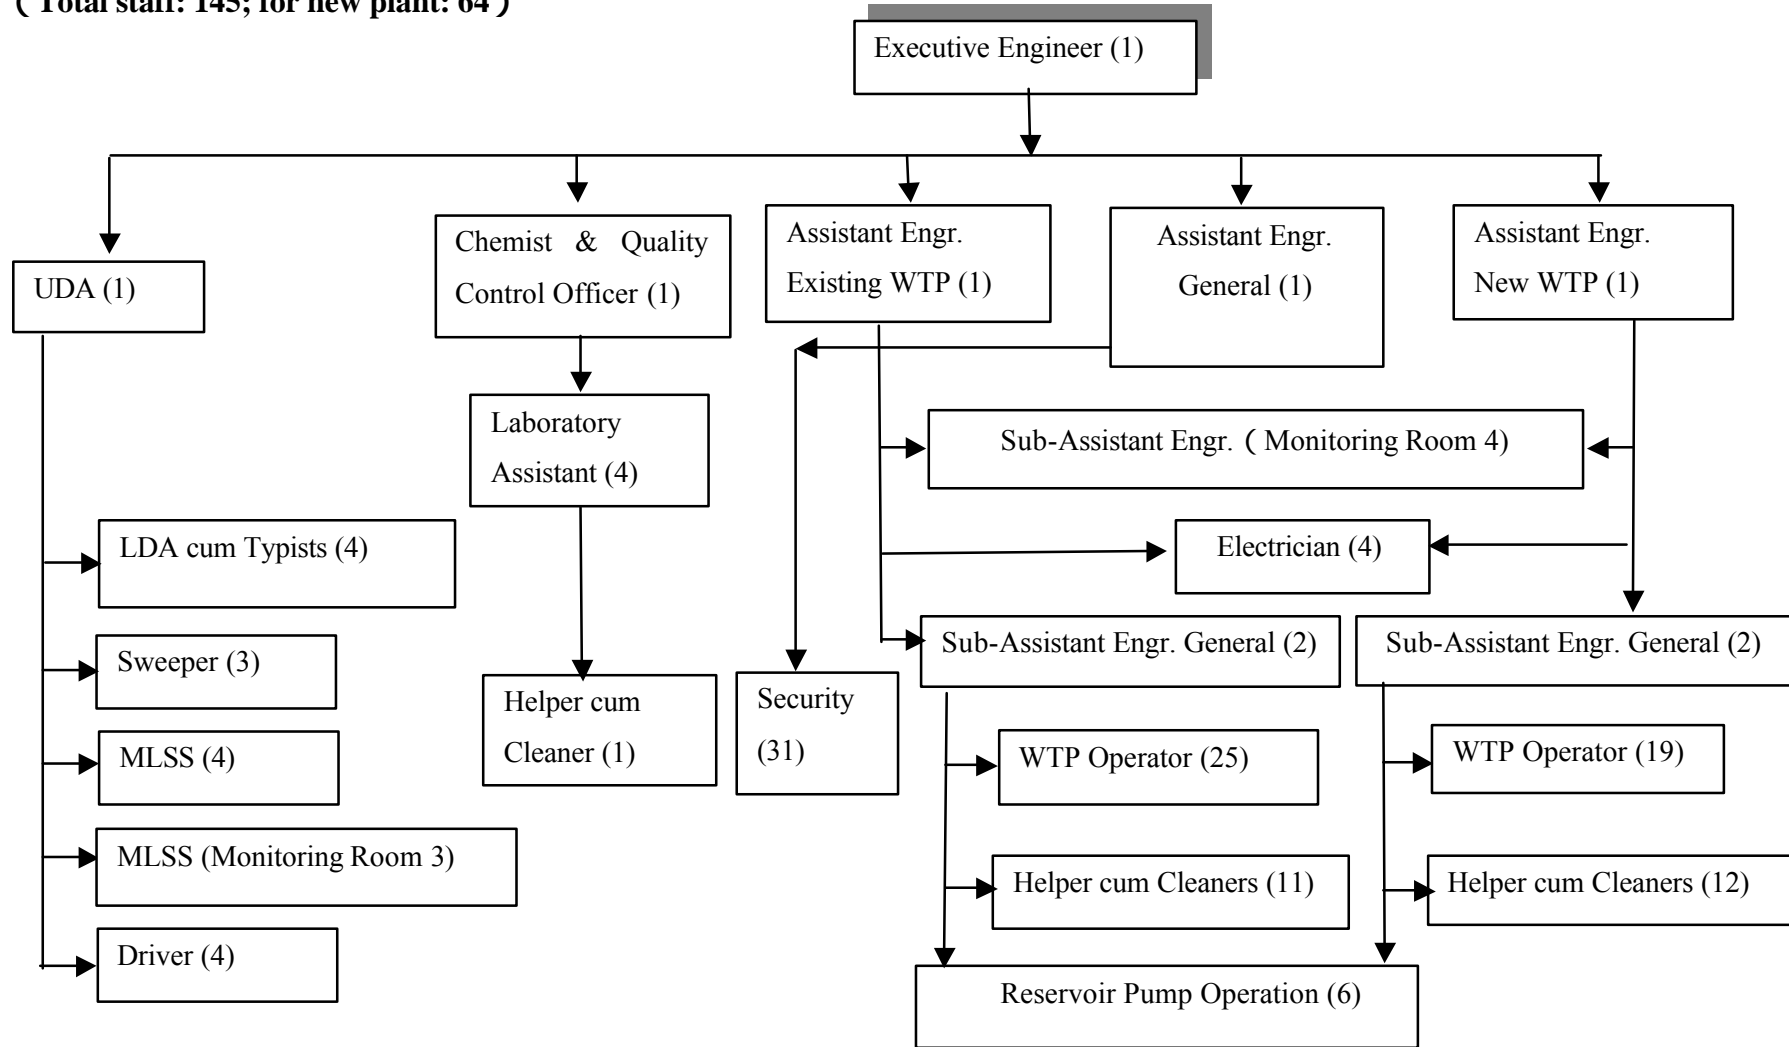 ( Total staff: 145; for new plant: 64 )
Executive Engineer (1)
UDA (1)
Chemist & Quality
Control Officer (1)
Assistant Engr.
Existing WTP (1)
Assistant Engr.
General (1)
Assistant Engr.
New WTP (1)
Laboratory
Assistant (4)
Sub-Assistant Engr. ( Monitoring Room 4)
LDA cum Typists (4)
Electrician (4)
Sweeper (3)
Helper cum
Cleaner (1)
Security
(31)
Sub-Assistant Engr. General (2)
Sub-Assistant Engr. General (2)
MLSS (4)
WTP Operator (25)
WTP Operator (19)
MLSS (Monitoring Room 3)
Helper cum Cleaners (11)
Helper cum Cleaners (12)
Driver (4)
Reservoir Pump Operation (6)